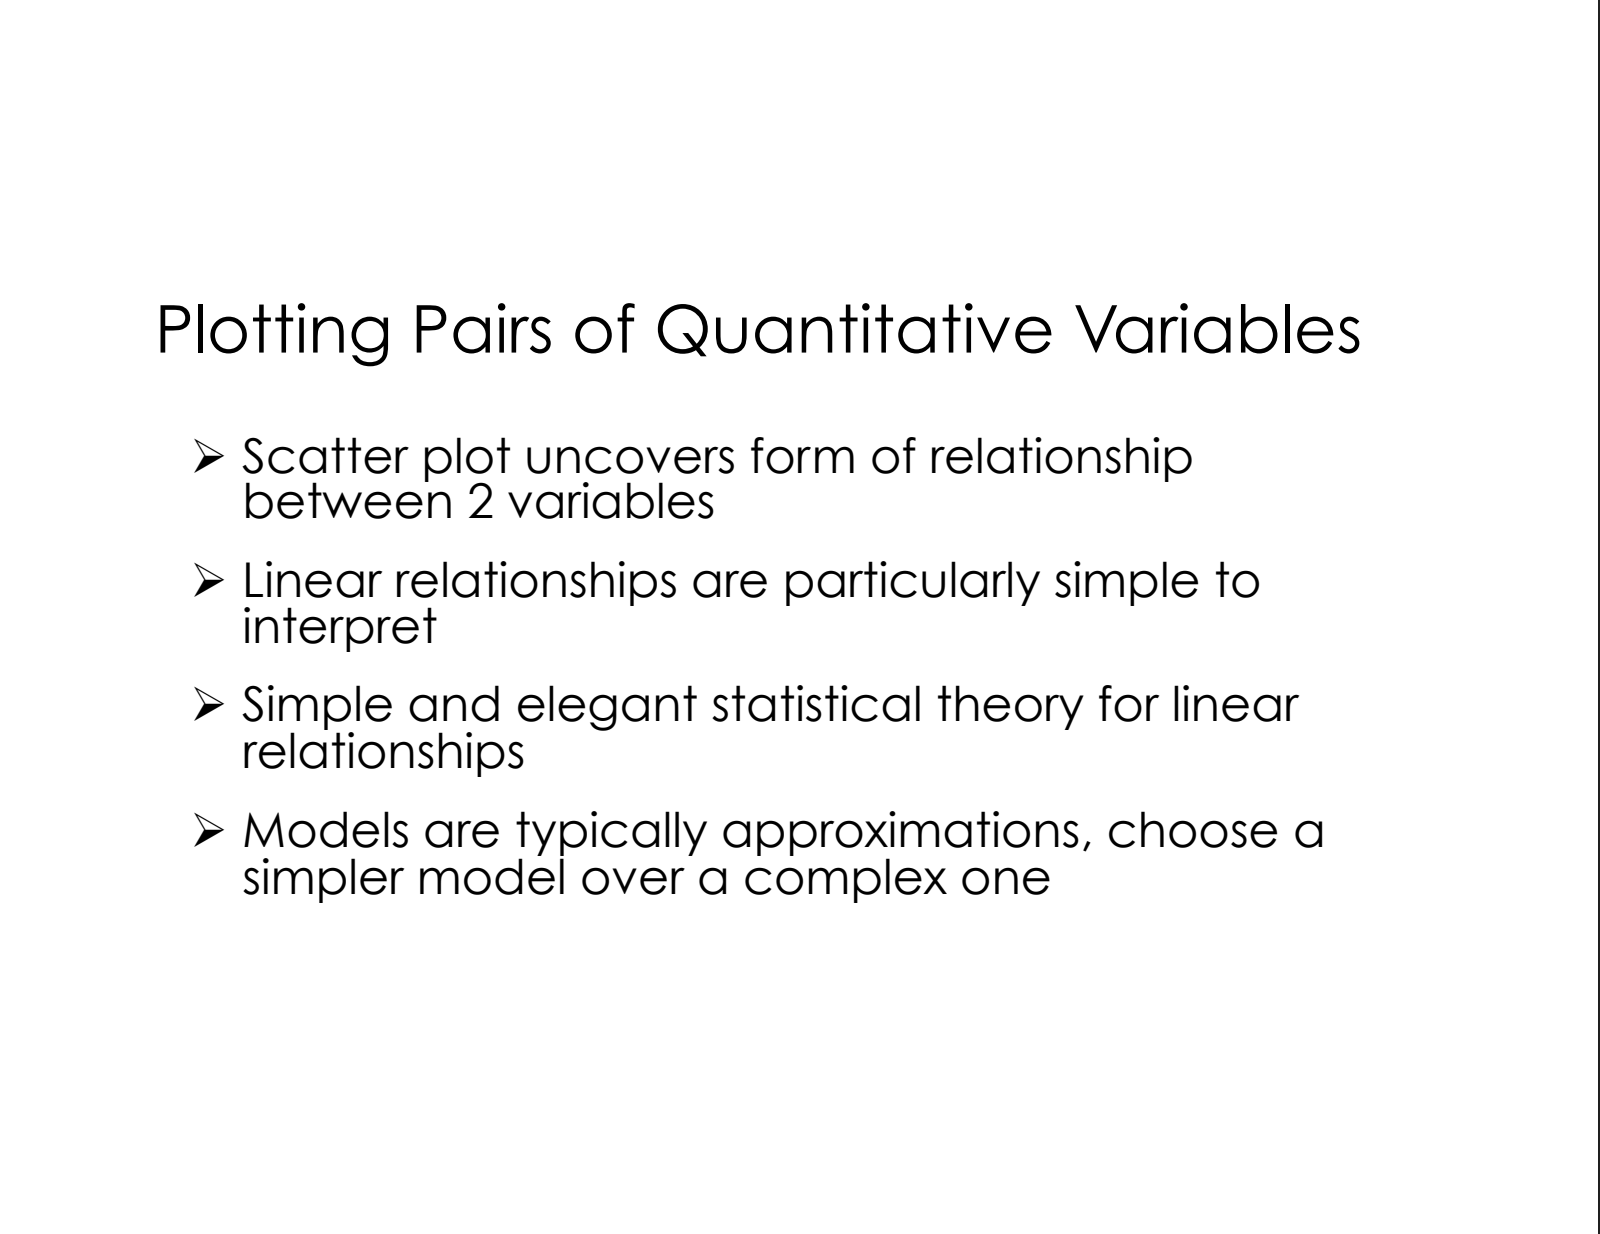 Plotting Pairs of Quantitative Variables
➢ Scatter plot uncovers form of relationship
between 2 variables
➢ Linear relationships are particularly simple to
interpret
➢ Simple and elegant statistical theory for linear
relationships
➢ Models are typically approximations, choose a
simpler model over a complex one